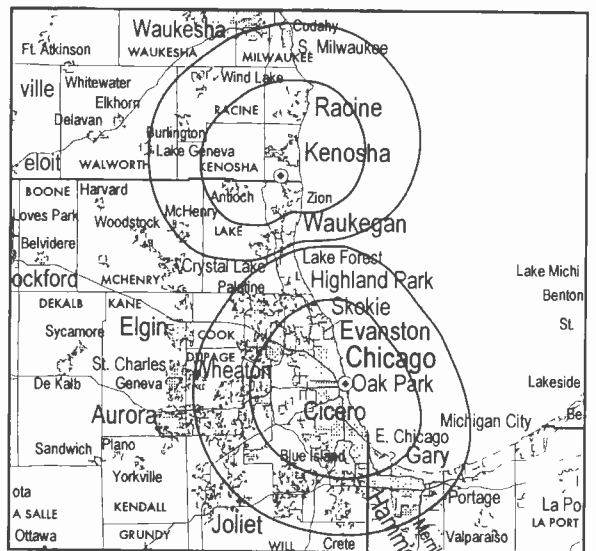 Waukesha
Cudahy
Ft. Atkinson
WAUKESHA
S. Milwaukee
MILWAUKEE
Wind Lake
Whitewater
ville
Elkhorn
RACINE
Racine
Delavan
Burlington
Lake Geneva
Kenosha
eloit
WALWORTH
KENOSHA
BOONE
Harvard
Antioch
Zion
Loves Park
McHenry
Woodstock
LAKE
Waukegan
Belvidere
Crystal Lake
Lake Forest
ockford
MCHENRY
Palatine
Highland Park
Lake Michi
DEKALB
KANE
Skokie
Benton
Sycamore
Elgin
COOK
Evanston
St.
DUPAGE
Chicago
St. Charles
Wheaton
De Kalb
Geneva
Oak Park
Lakeside
Aurora
Cicero
Michigan City
Be
E. Chicago
Sandwich
Plano
Blue Island
Gary
Yorkville
ota
KENDALL
Portage
La Po
A SALLE
Joliet
LA PORT
Ottawa
GRUNDY
WILL
Crete
Hamm
Merri
Valparaiso